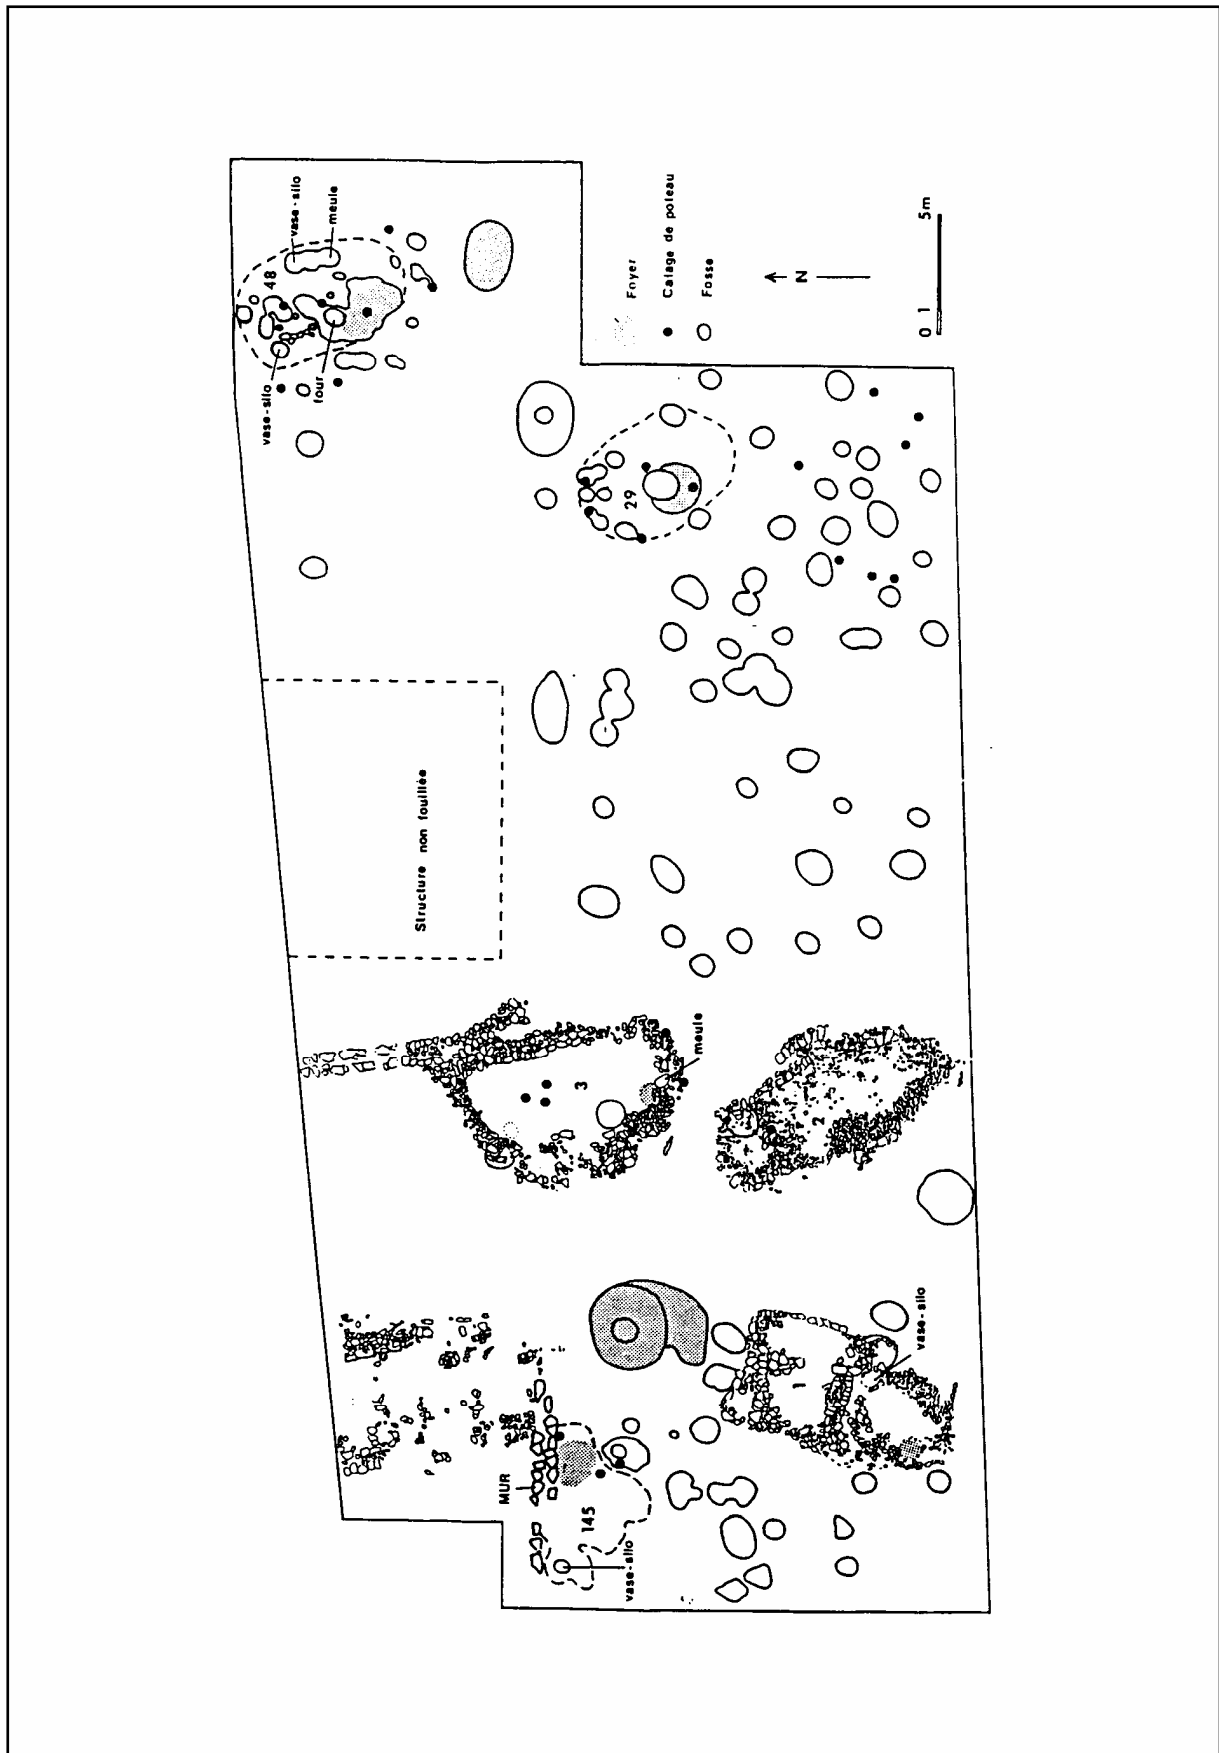 vase-silo
meule
48
vase-silo
four
Foyer
Calage de poteau
Fosse
N
0 1 5m
29
Structure non fouillée
3
meule
2
MUR
145
vase-silo
1
vase-silo